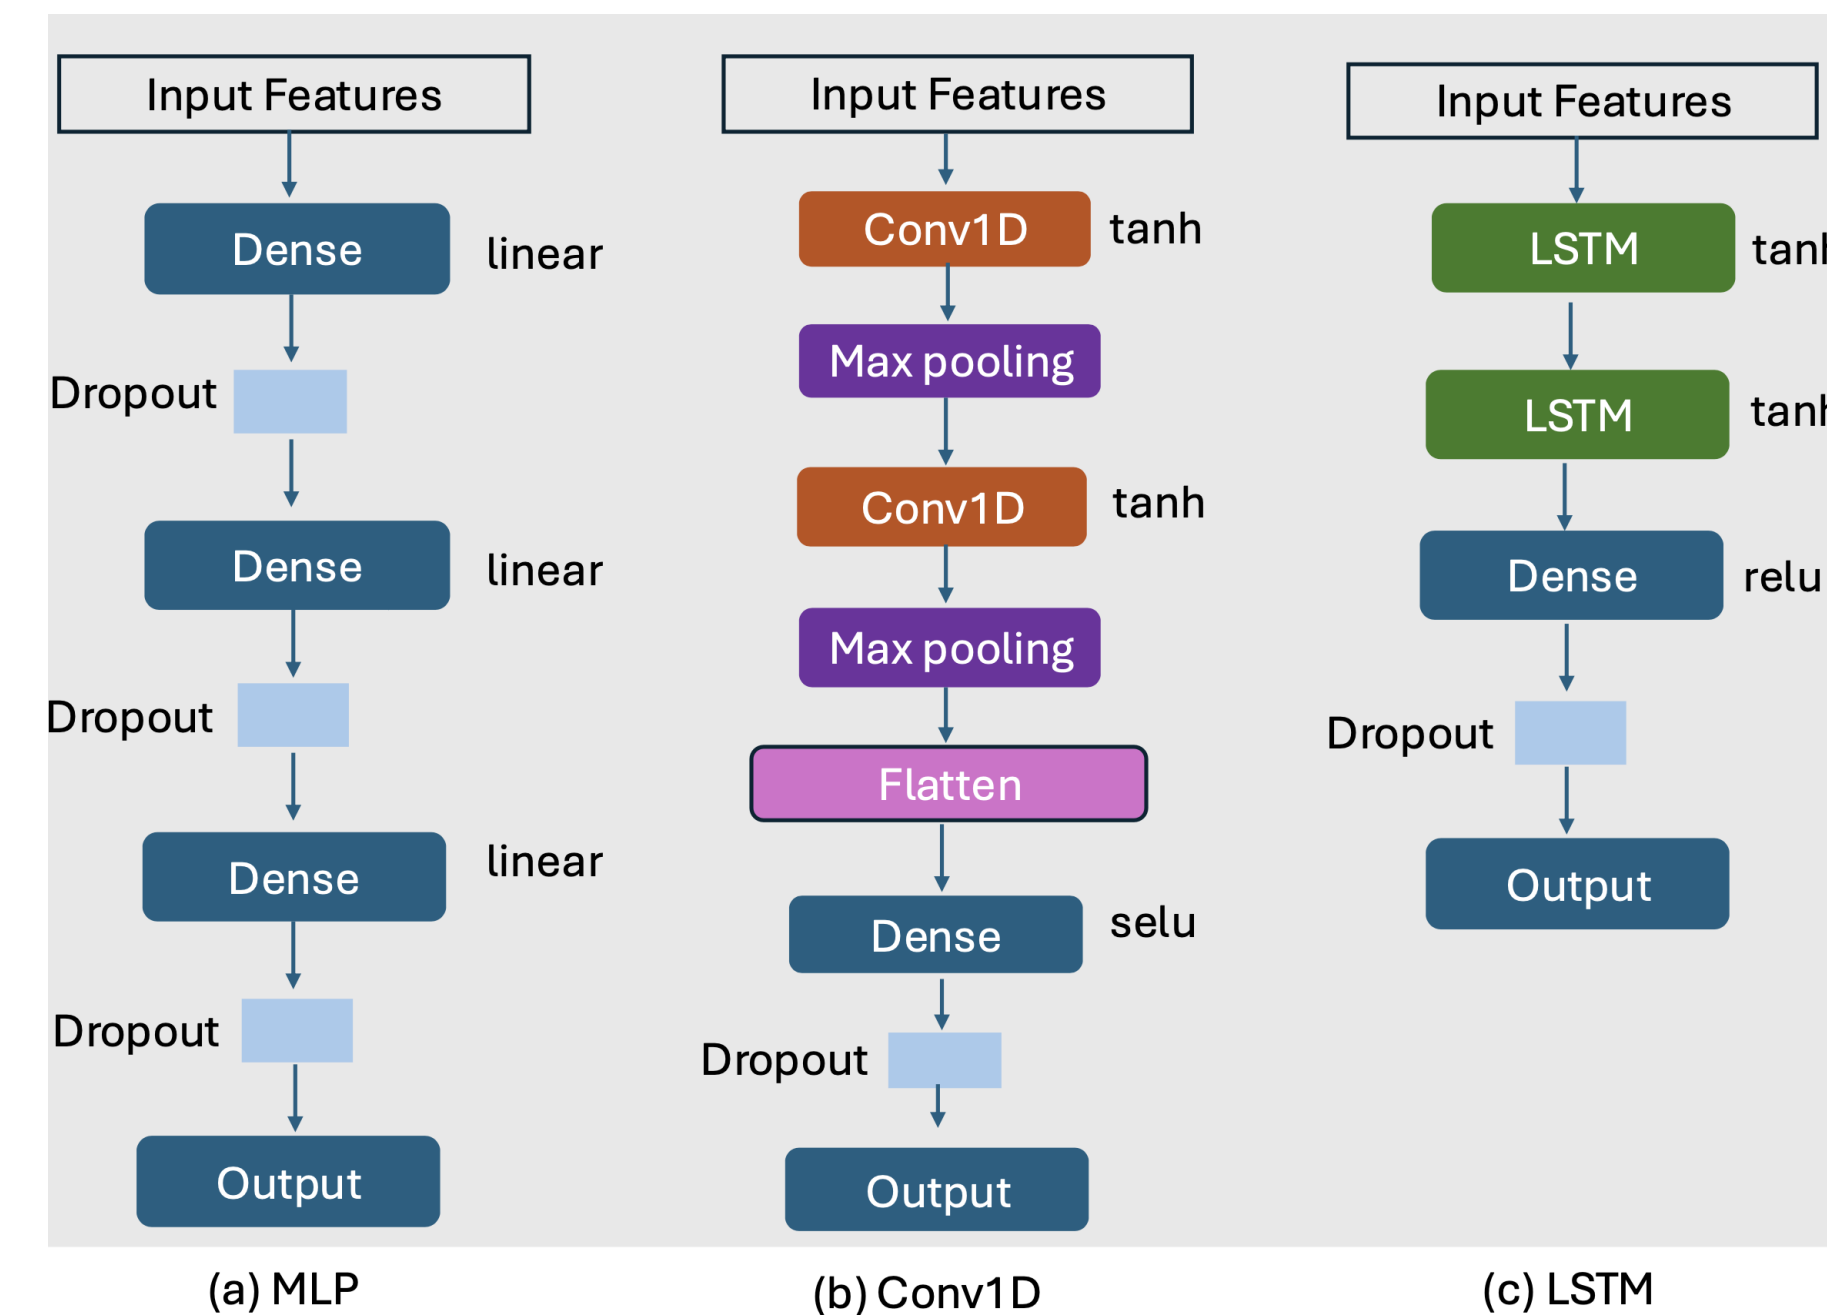 Input Features
Dense
linear
Dropout
Dense
linear
Dropout
Dense
linear
Dropout
Output
(a) MLP
Input Features
Conv1D
tanh
Max pooling
Conv1D
tanh
Max pooling
Flatten
Dense
selu
Dropout
Output
(b) Conv1D
Input Features
LSTM
tanh
LSTM
tanh
Dense
relu
Dropout
Output
(c) LSTM